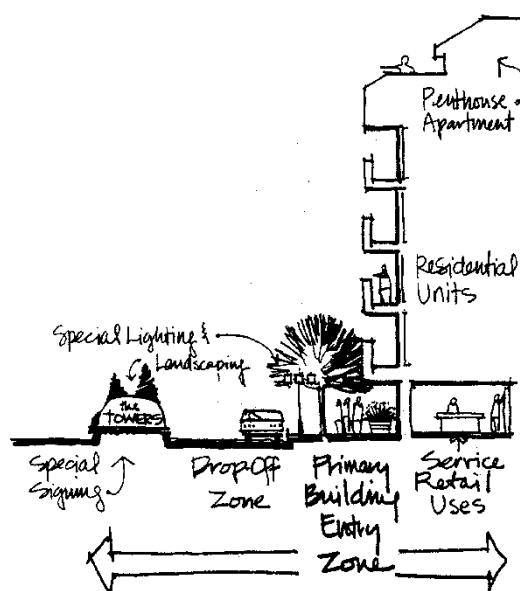 Penthouse
Apartment
Residential
Units
Special Lighting &
Landscaping
the
TOWERS
Special
Signing
Drop-Off
Zone
Primary
Building
Entry
Zone
Service
Retail
Uses